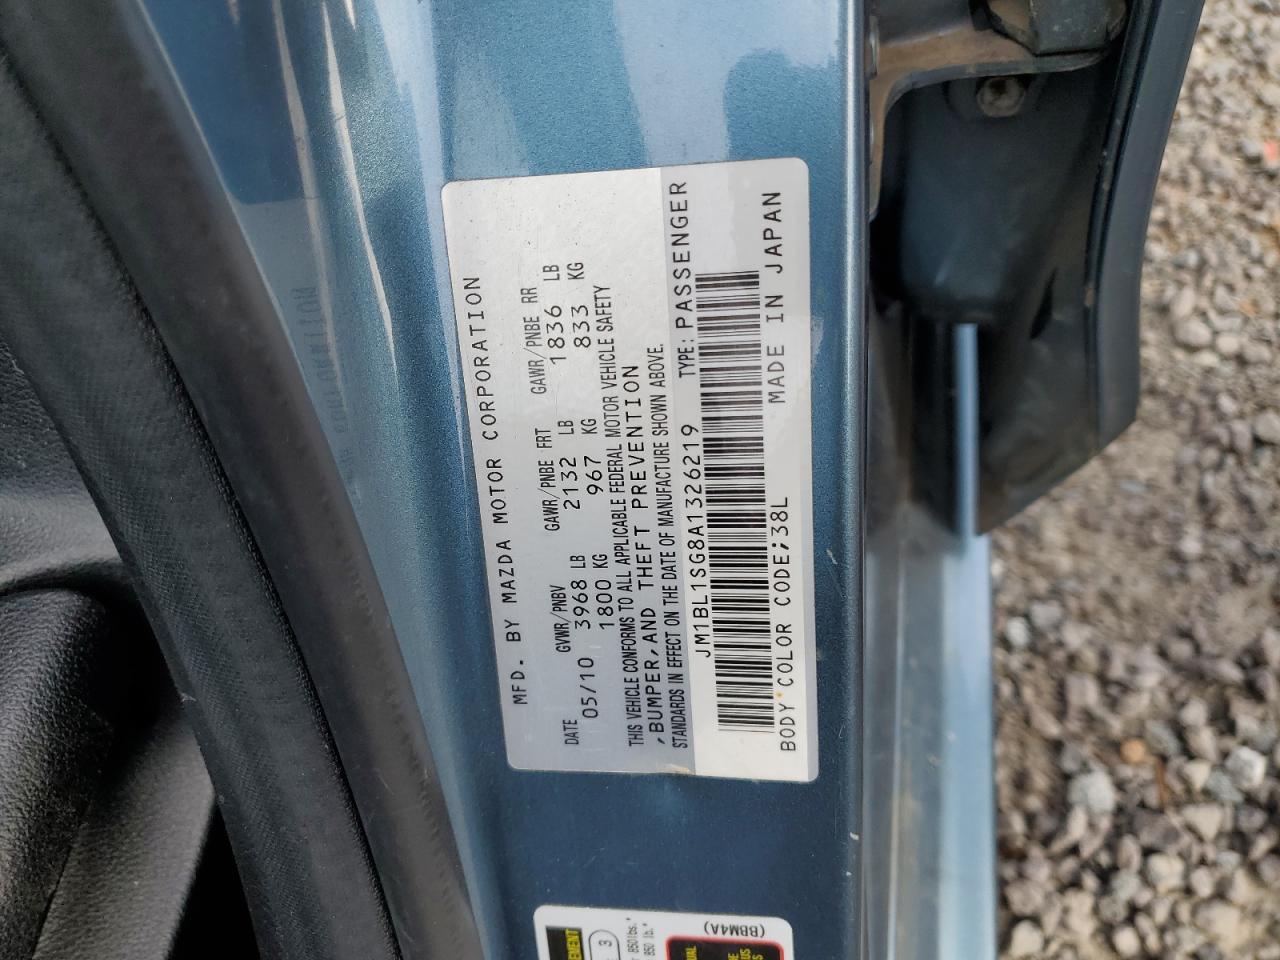 MFD. BY MAZDA MOTOR CORPORATION
DATE GVWR/PNBV GAWR/PNBE FRT GAWR/PNBE RR
05/10 3968 LB 2132 LB 1836 LB
1800 KG 967 KG 833 KG
THIS VEHICLE CONFORMS TO ALL APPLICABLE FEDERAL MOTOR VEHICLE SAFETY
,BUMPER,AND THEFT PREVENTION
STANDARDS IN EFFECT ON THE DATE OF MANUFACTURE SHOWN ABOVE.
JM1BL1SG8A1326219 TYPE: PASSENGER
BODY COLOR CODE;38L MADE IN JAPAN
3
850 lbs.
(BBM4A)